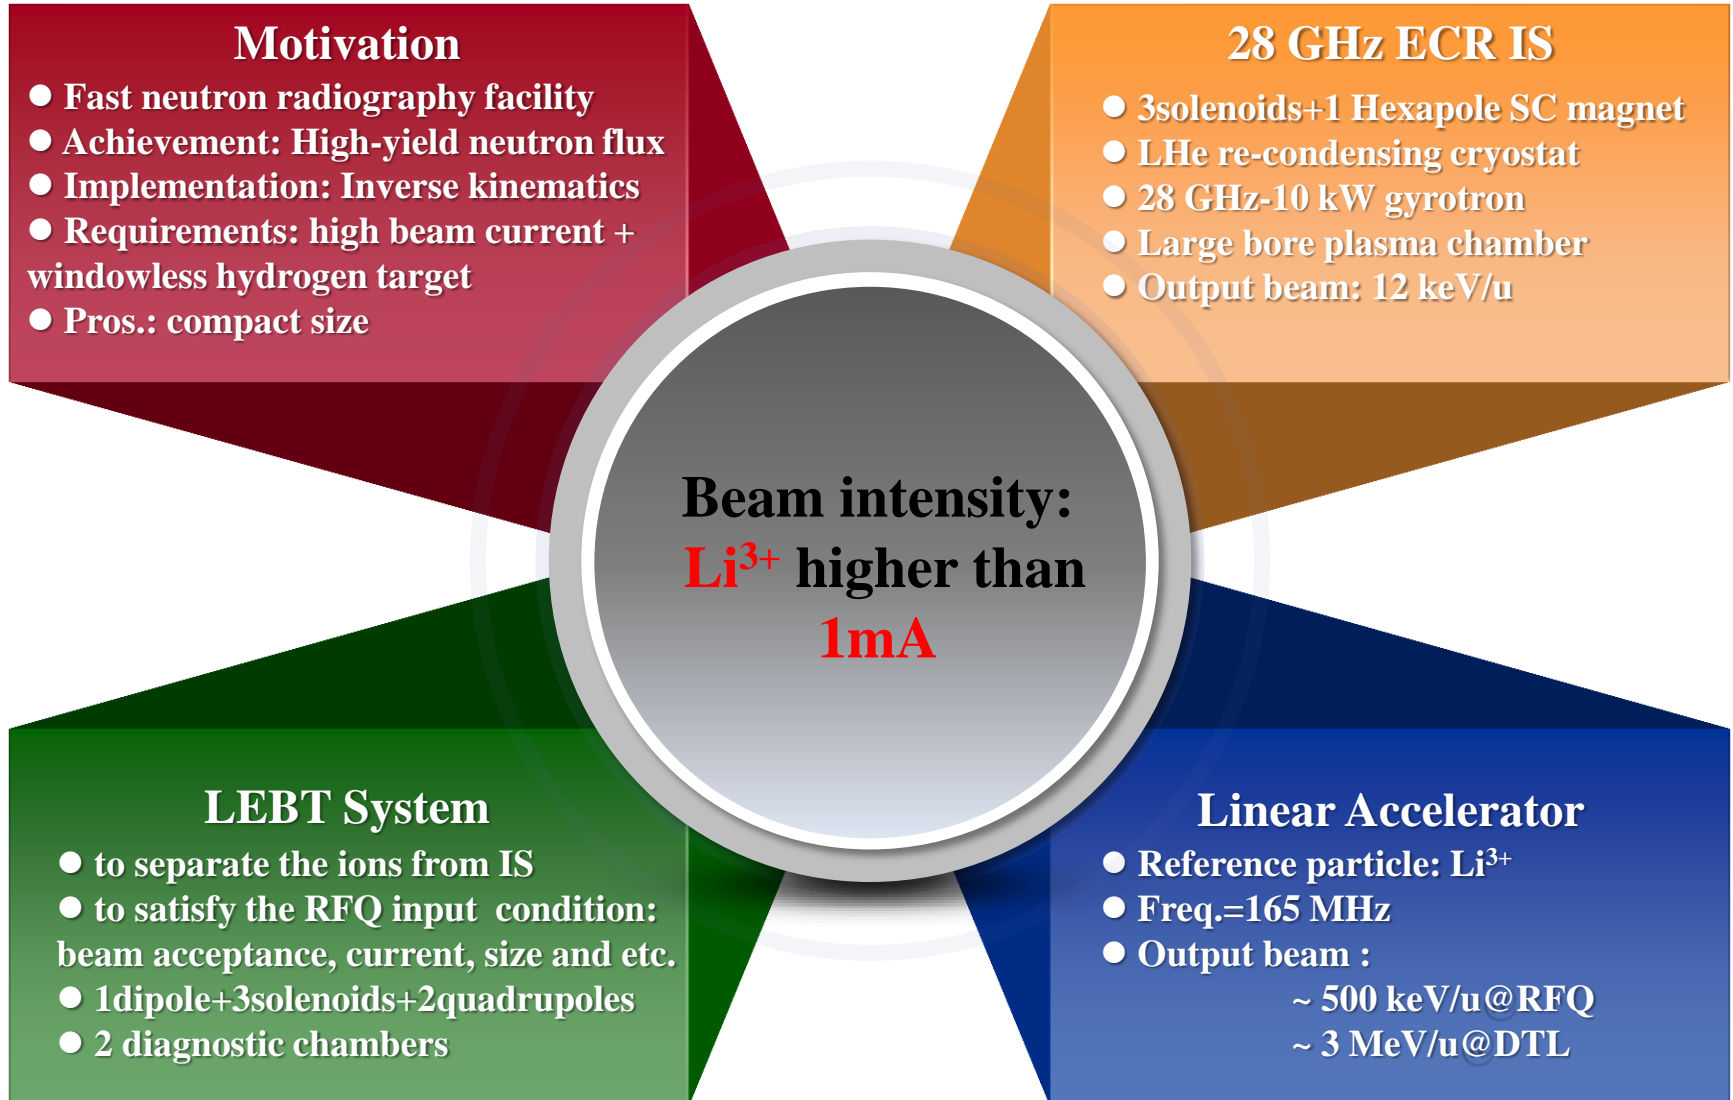 Motivation
● Fast neutron radiography facility
● Achievement: High-yield neutron flux
● Implementation: Inverse kinematics
● Requirements: high beam current +
windowless hydrogen target
● Pros.: compact size
28 GHz ECR IS
● 3solenoids+1 Hexapole SC magnet
● LHe re-condensing cryostat
● 28 GHz-10 kW gyrotron
● Large bore plasma chamber
● Output beam: 12 keV/u
Beam intensity:
Li³⁺ higher than
1mA
LEBT System
● to separate the ions from IS
● to satisfy the RFQ input condition:
beam acceptance, current, size and etc.
● 1dipole+3solenoids+2quadrupoles
● 2 diagnostic chambers
Linear Accelerator
● Reference particle: Li³⁺
● Freq.=165 MHz
● Output beam :
~ 500 keV/u@RFQ
~ 3 MeV/u@DTL